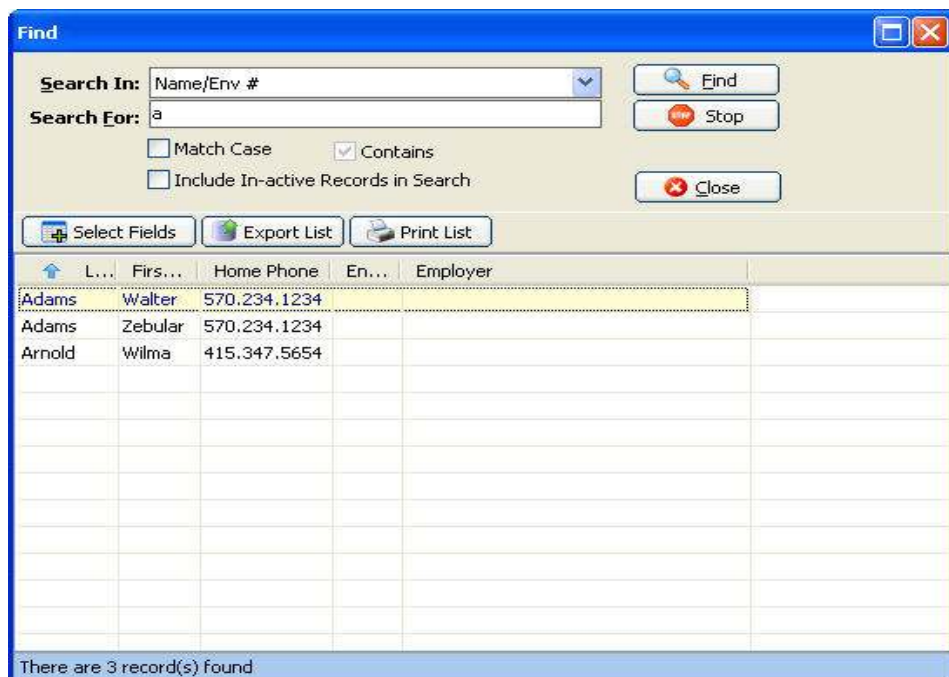 Find
Search In: Name/Env #
Find
Search For: a
Stop
Match Case
Contains
Include In-active Records in Search
Close
Select Fields
Export List
Print List
L... Firs... Home Phone En... Employer
Adams Walter 570.234.1234
Adams Zebular 570.234.1234
Arnold Wilma 415.347.5654
There are 3 record(s) found